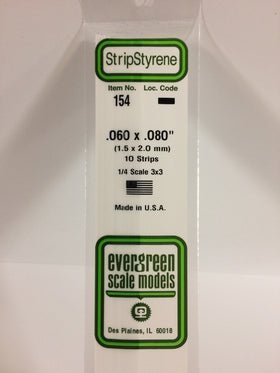 StripStyrene
Item No. Loc. Code
154
.060 x .080"
(1.5 x 2.0 mm)
10 Strips
1/4 Scale 3x3
Made in U.S.A.
evergreen
scale models
Des Plaines, IL 60018